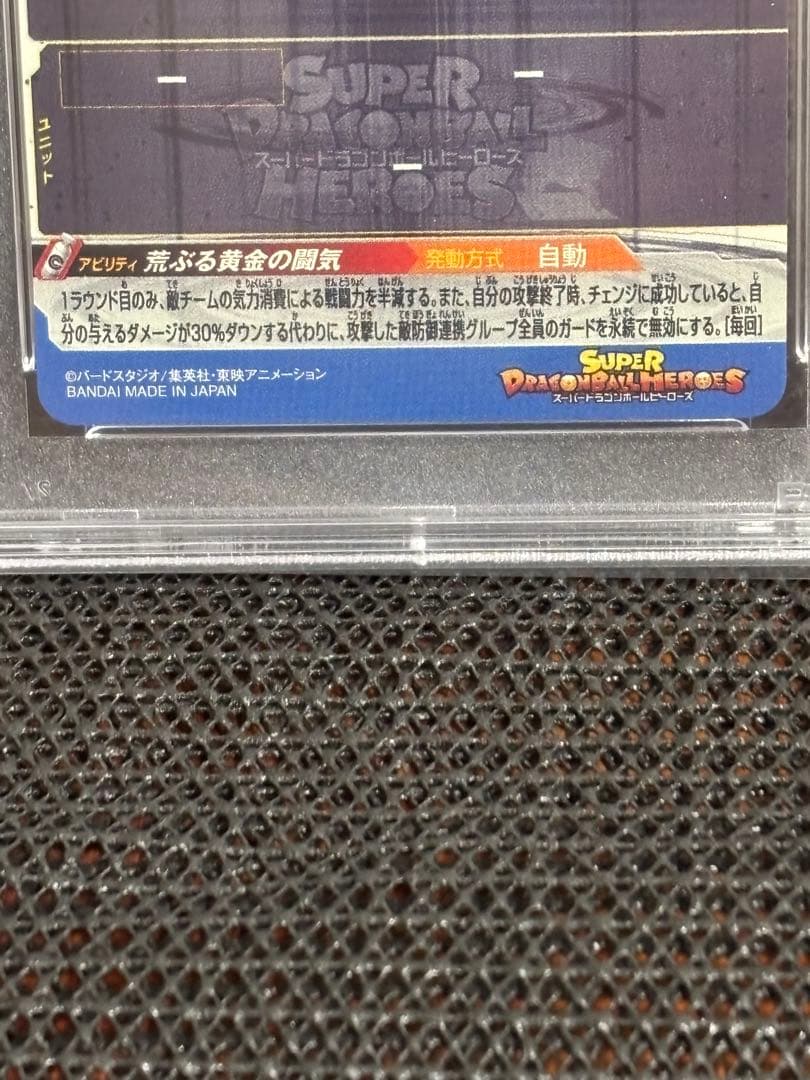 SUPER
DRAGONBALL
スーパードラゴンボールヒーローズ
HEROES
ユニット
アビリティ 荒ぶる黄金の闘気 発動方式 自動
1ラウンド目のみ、敵チームの気力消費による戦闘力を半減する。また、自分の攻撃終了時、チェンジに成功していると、自
分の与えるダメージが30%ダウンする代わりに、攻撃した敵防御連携グループ全員のガードを永続で無効にする。[毎回]
©バードスタジオ/集英社・東映アニメーション
BANDAI MADE IN JAPAN
SUPER
DRAGONBALL HEROES
スーパードラゴンボールヒーローズ